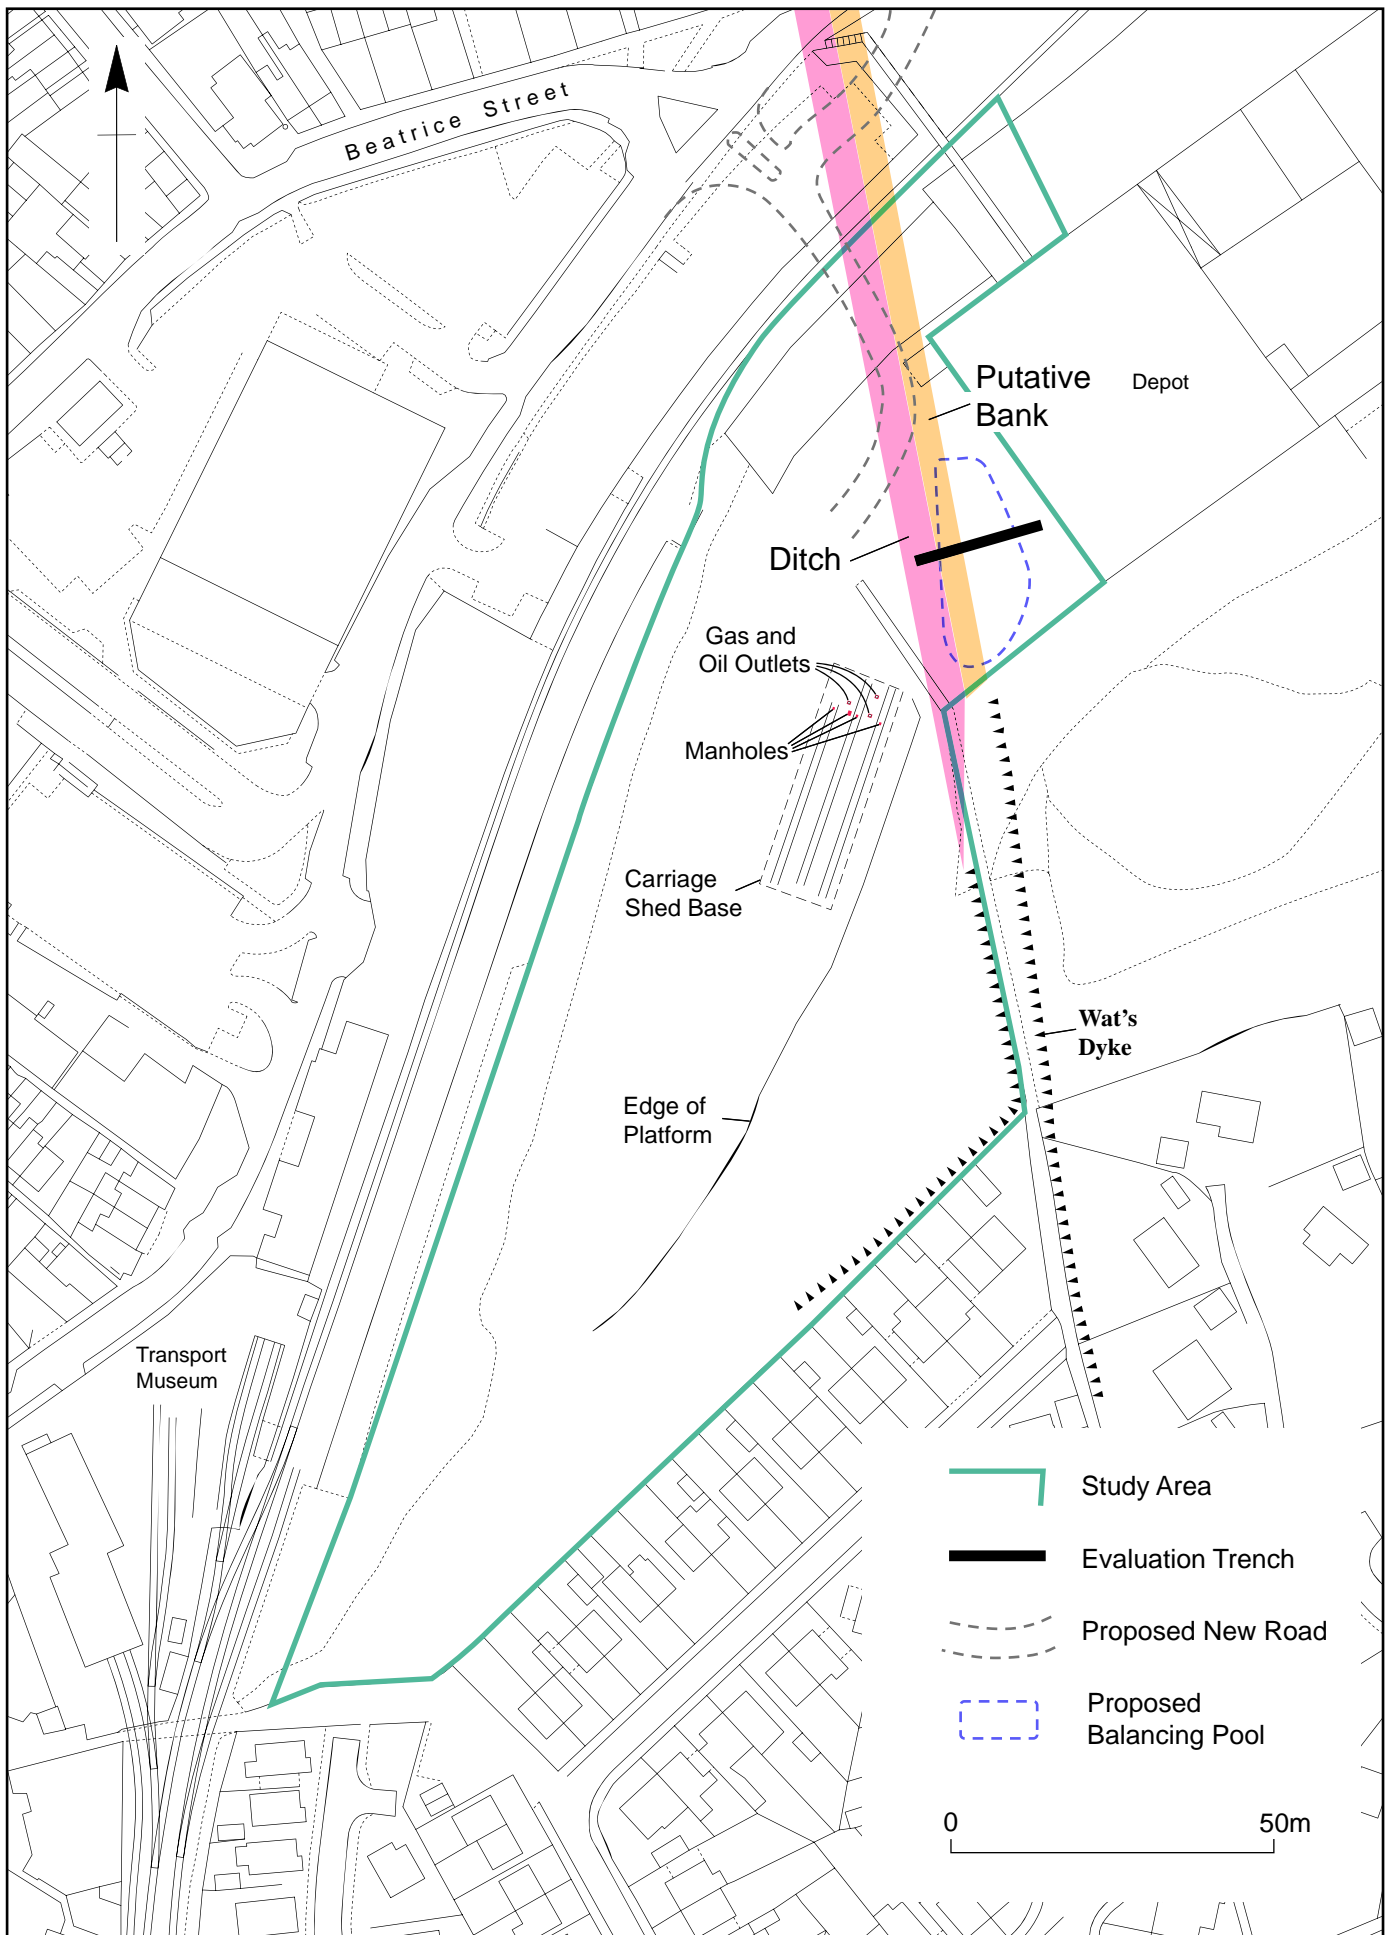 Beatrice Street
Putative
Bank
Depot
Ditch
Gas and
Oil Outlets
Manholes
Carriage
Shed Base
Wat's
Dyke
Edge of
Platform
Transport
Museum
Study Area
Evaluation Trench
Proposed New Road
Proposed
Balancing Pool
0 50m